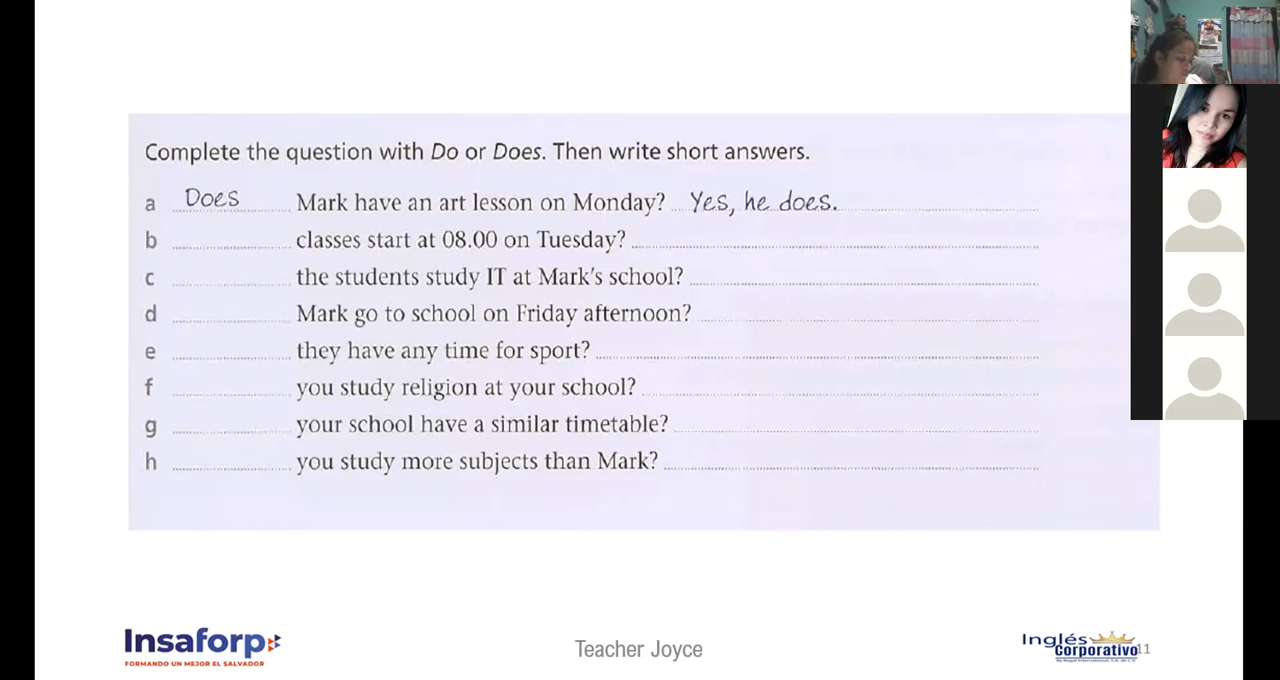 Complete the question with Do or Does. Then write short answers.
a Does Mark have an art lesson on Monday? Yes, he does.
b classes start at 08.00 on Tuesday?
c the students study IT at Mark's school?
d Mark go to school on Friday afternoon?
e they have any time for sport?
f you study religion at your school?
g your school have a similar timetable?
h you study more subjects than Mark?
Insaforp
FORMANDO UN MEJOR EL SALVADOR
Teacher Joyce
Inglés
Corporativo
11